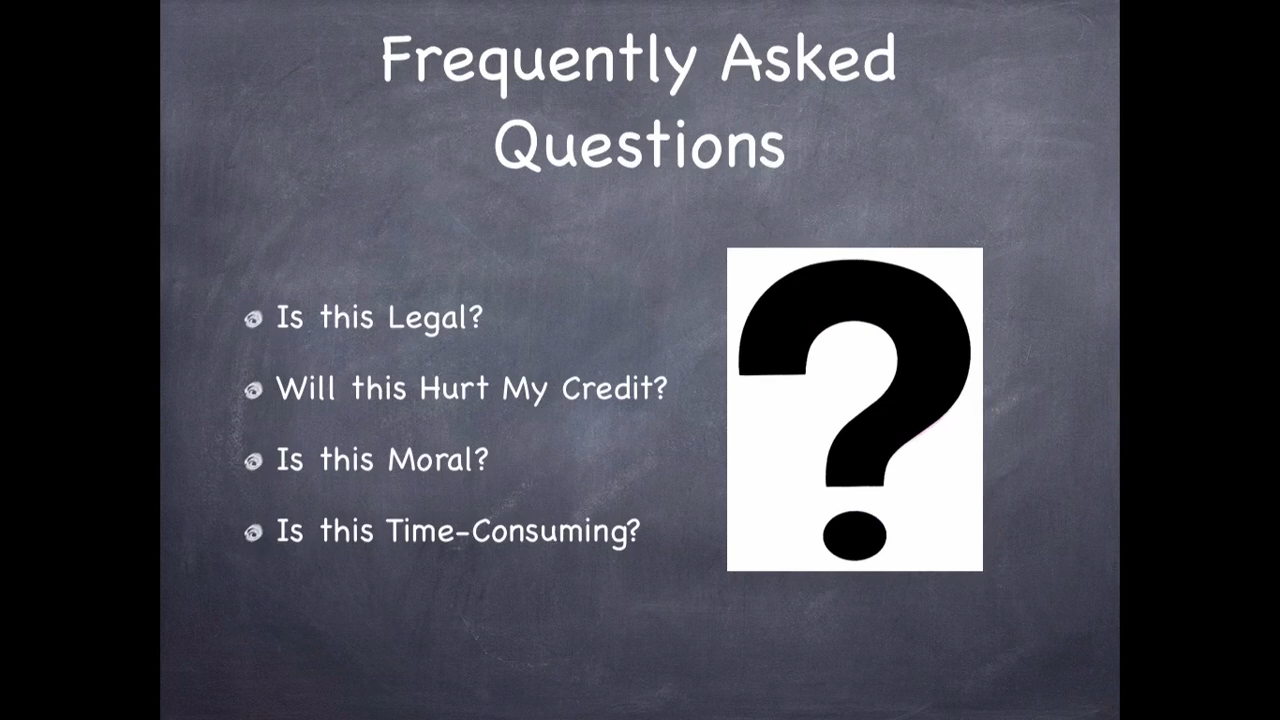 Frequently Asked
Questions
Is this Legal?
Will this Hurt My Credit?
Is this Moral?
Is this Time-Consuming?
?